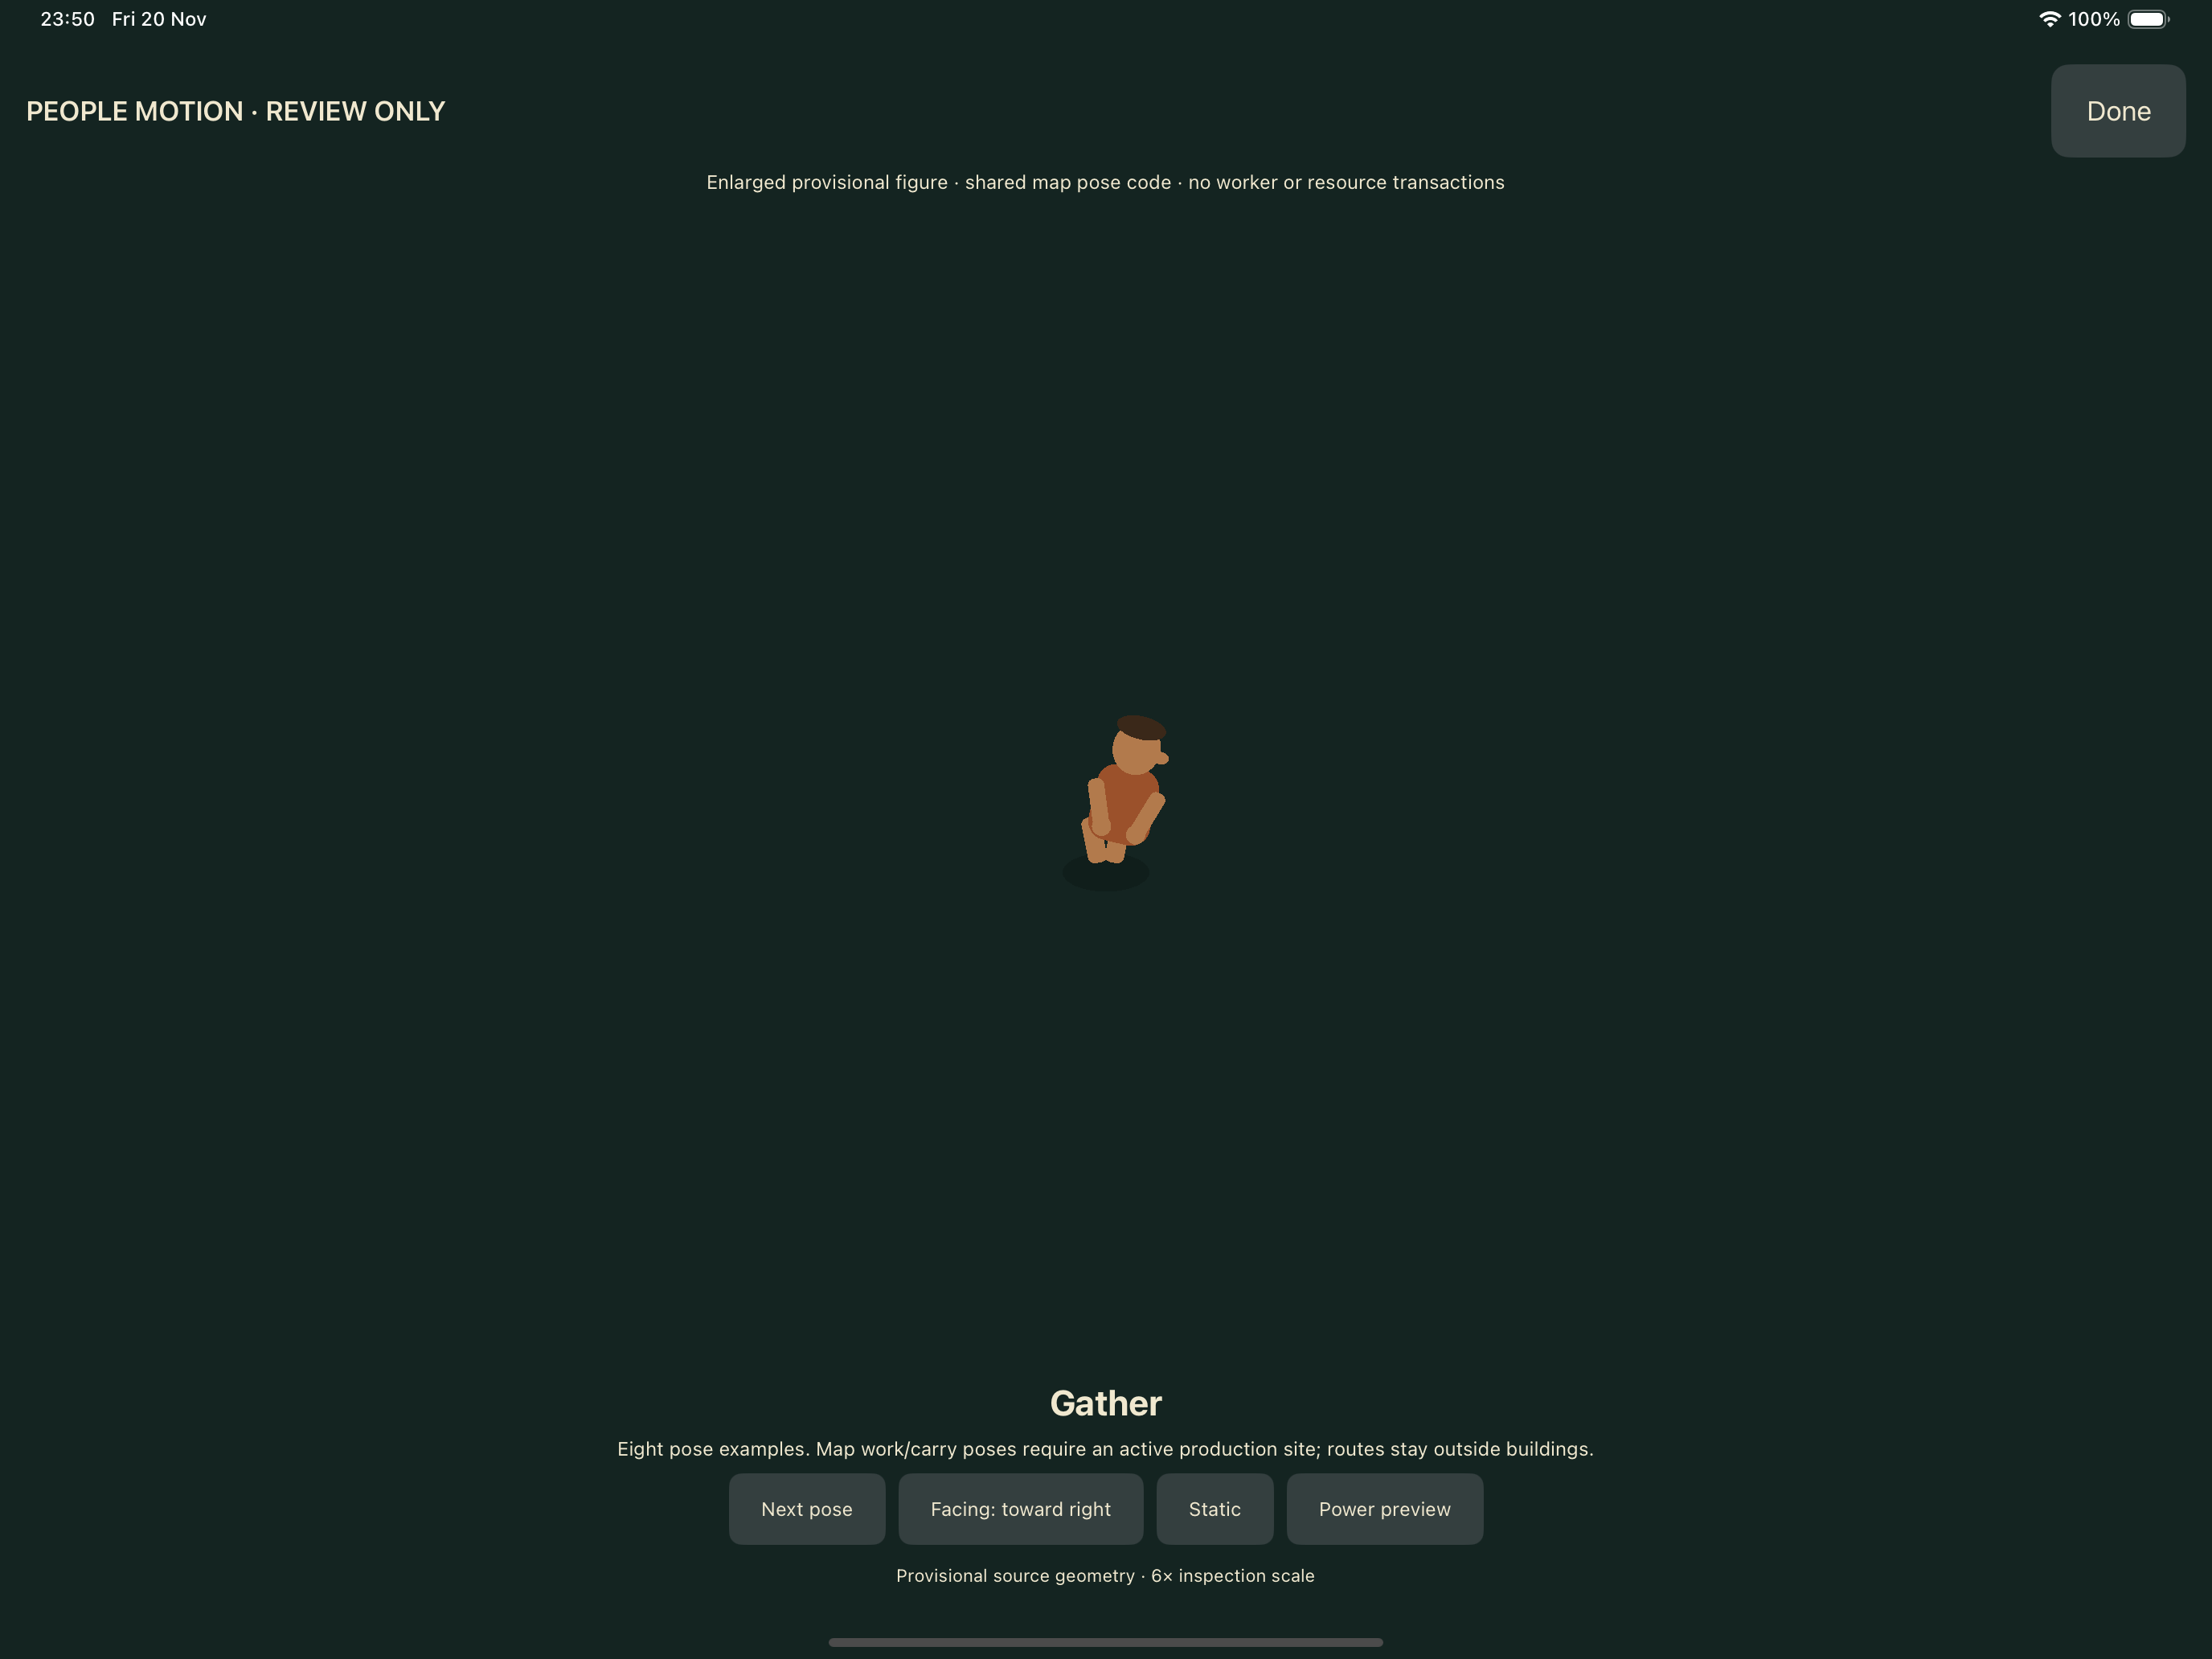 23:50 Fri 20 Nov
100%
PEOPLE MOTION · REVIEW ONLY
Done
Enlarged provisional figure · shared map pose code · no worker or resource transactions
Gather
Eight pose examples. Map work/carry poses require an active production site; routes stay outside buildings.
Next pose
Facing: toward right
Static
Power preview
Provisional source geometry · 6× inspection scale